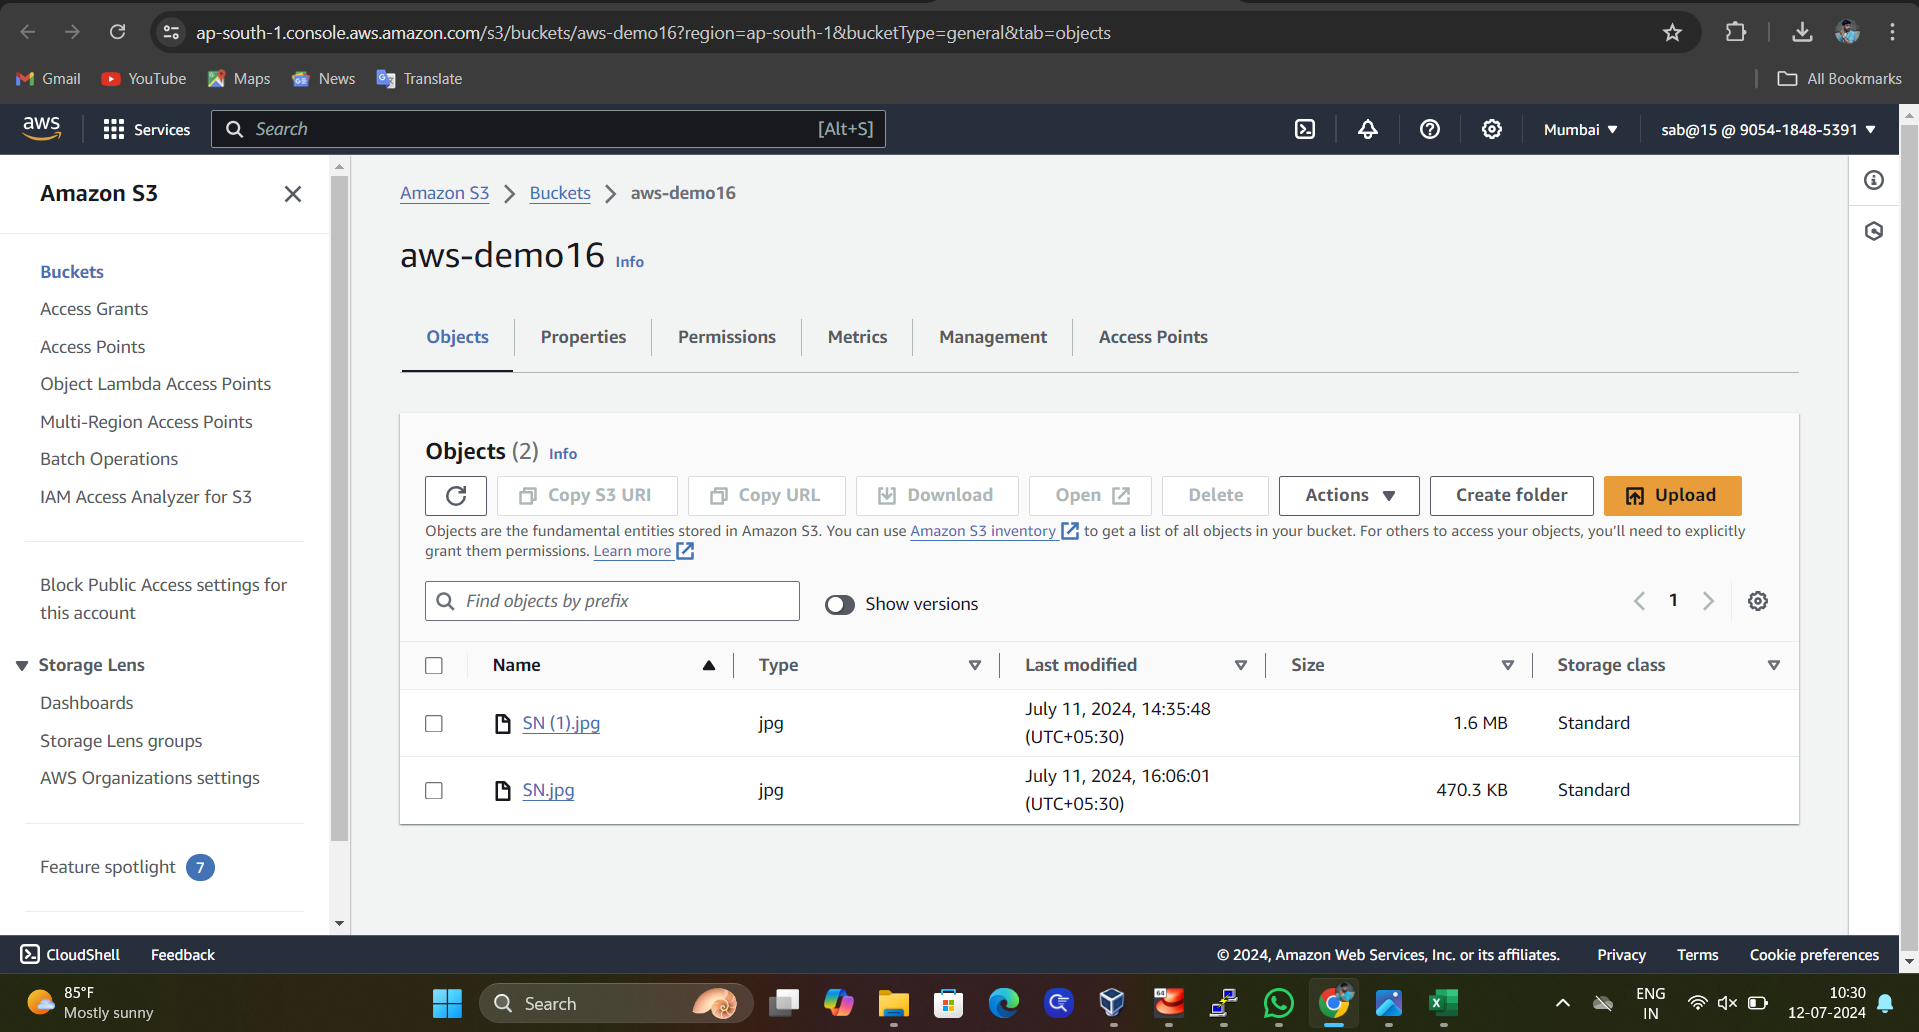 ap-south-1.console.aws.amazon.com/s3/buckets/aws-demo16?region=ap-south-1&bucketType=general&tab=objects
Gmail
YouTube
Maps
News
Translate
All Bookmarks
aws
Services
Search
[Alt+S]
Mumbai ▼
sab@15 @ 9054-1848-5391 ▼
Amazon S3
Buckets
Access Grants
Access Points
Object Lambda Access Points
Multi-Region Access Points
Batch Operations
IAM Access Analyzer for S3
Block Public Access settings for
this account
Storage Lens
Dashboards
Storage Lens groups
AWS Organizations settings
Feature spotlight 7
Amazon S3 > Buckets > aws-demo16
aws-demo16 Info
Objects
Properties
Permissions
Metrics
Management
Access Points
Objects (2) Info
Copy S3 URI
Copy URL
Download
Open
Delete
Actions ▼
Create folder
Upload
Objects are the fundamental entities stored in Amazon S3. You can use Amazon S3 inventory to get a list of all objects in your bucket. For others to access your objects, you’ll need to explicitly
grant them permissions. Learn more
Find objects by prefix
Show versions
1
Name
Type
Last modified
Size
Storage class
SN (1).jpg
jpg
July 11, 2024, 14:35:48
(UTC+05:30)
1.6 MB
Standard
SN.jpg
jpg
July 11, 2024, 16:06:01
(UTC+05:30)
470.3 KB
Standard
CloudShell
Feedback
© 2024, Amazon Web Services, Inc. or its affiliates.
Privacy
Terms
Cookie preferences
85°F
Mostly sunny
Search
64
ENG
IN
10:30
12-07-2024